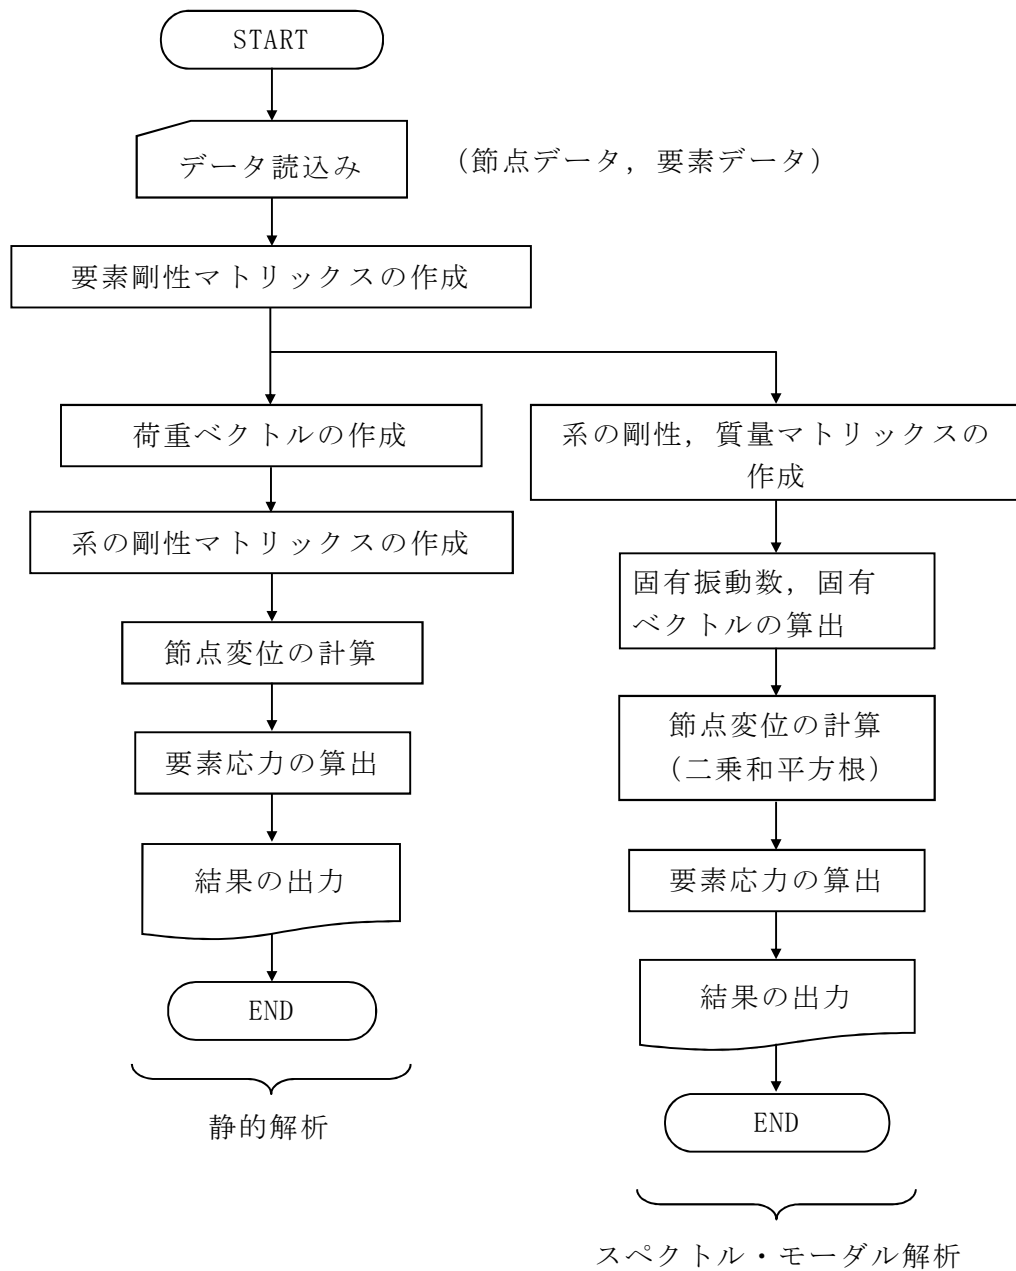 START
データ読込み
(節点データ，要素データ)
要素剛性マトリックスの作成
荷重ベクトルの作成
系の剛性マトリックスの作成
節点変位の計算
要素応力の算出
結果の出力
END
静的解析
系の剛性，質量マトリックスの
作成
固有振動数，固有
ベクトルの算出
節点変位の計算
(二乗和平方根)
要素応力の算出
結果の出力
END
スペクトル・モーダル解析